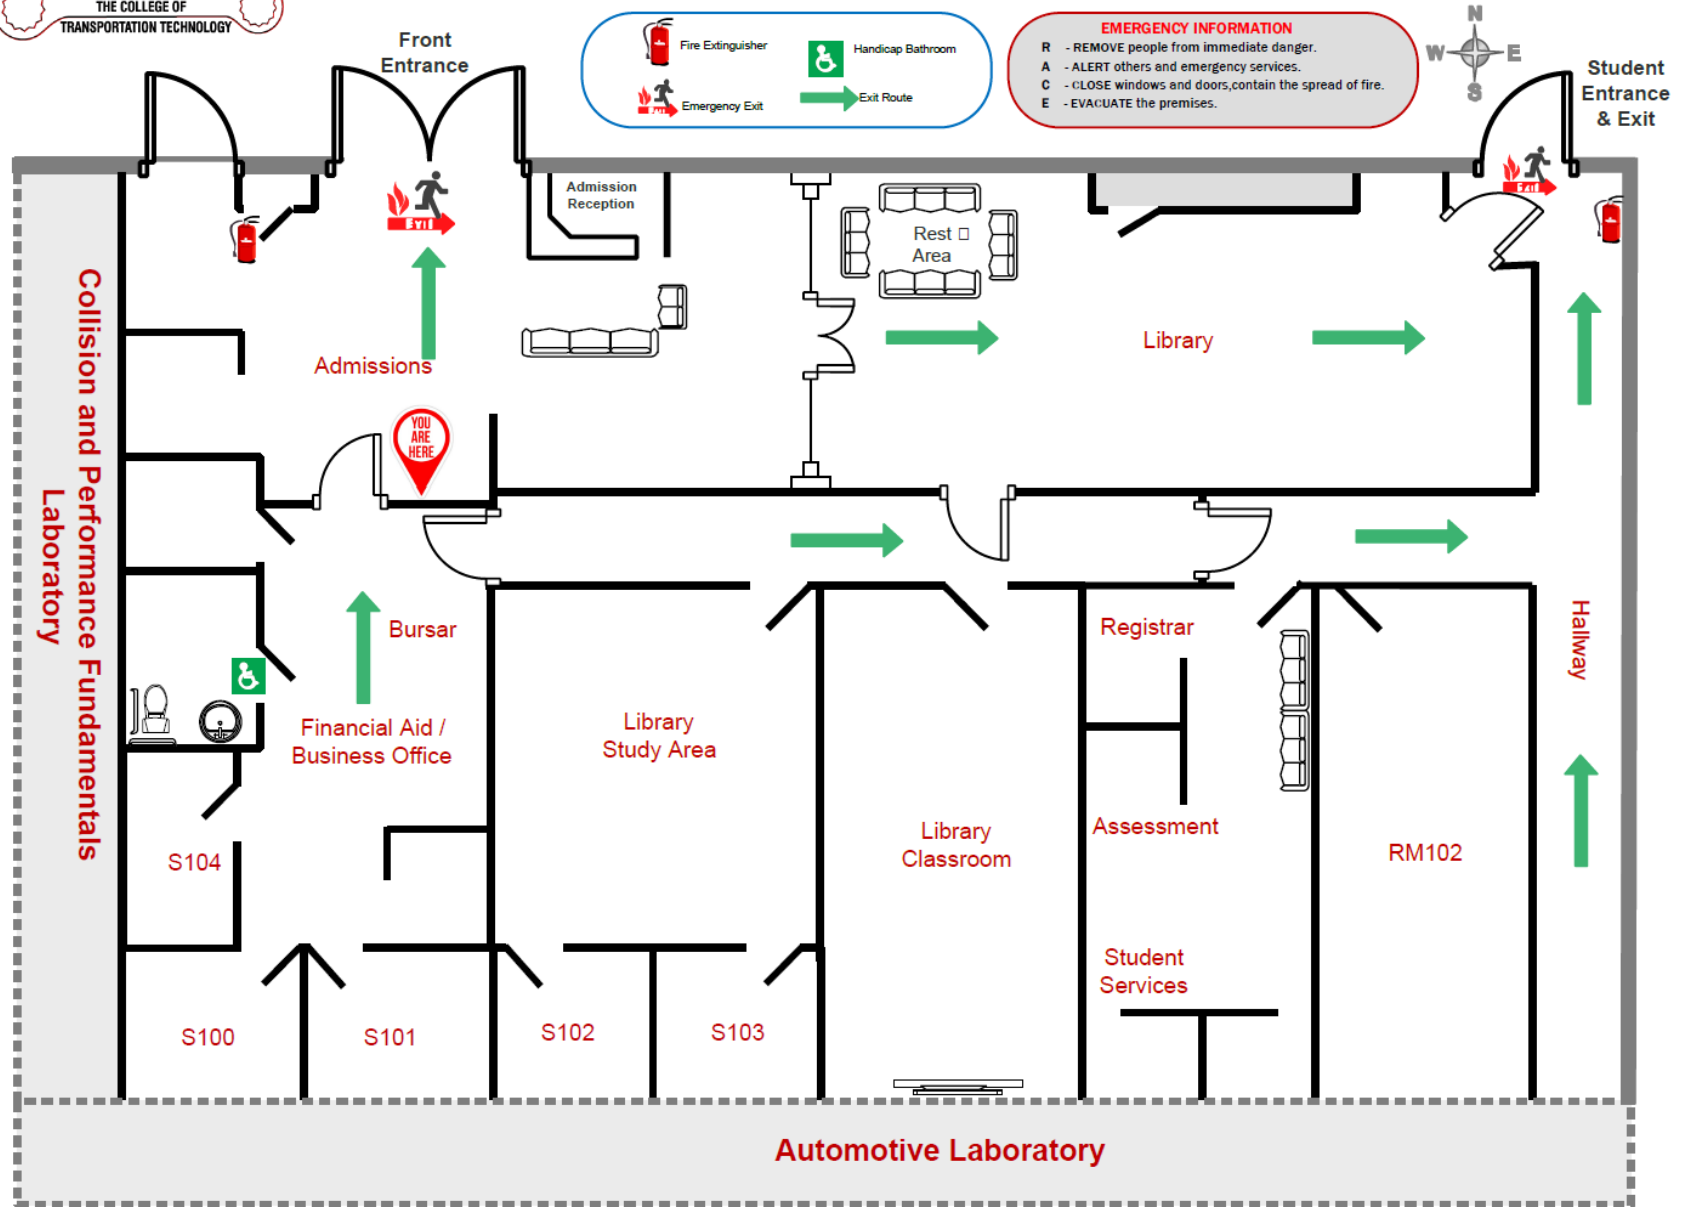 THE COLLEGE OF
TRANSPORTATION TECHNOLOGY
Front
Entrance
Fire Extinguisher
Handicap Bathroom
Emergency Exit
Exit Route
EMERGENCY INFORMATION
R - REMOVE people from immediate danger.
A - ALERT others and emergency services.
C - CLOSE windows and doors,contain the spread of fire.
E - EVACUATE the premises.
N
W E
S
Student
Entrance
& Exit
Admission
Reception
Rest
Area
Exit
Exit
Library
Admissions
YOU
ARE
HERE
Collision and Performance Fundamentals
Laboratory
Bursar
Registrar
Hallway
Financial Aid /
Business Office
Library
Study Area
Library
Classroom
Assessment
RM102
S104
Student
Services
S100
S101
S102
S103
Automotive Laboratory